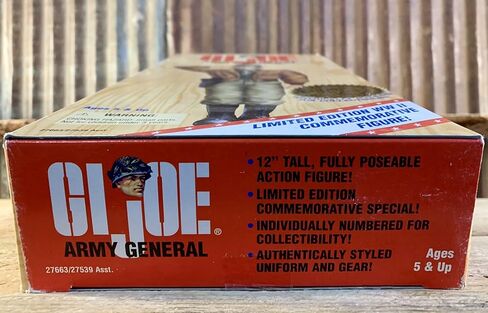 GI JOE
Ages 5 & Up
WARNING
LIMITED EDITION WWII
COMMEMORATIVE
FIGURE!
GI JOE®
ARMY GENERAL
27663/27539 Asst.
• 12" TALL, FULLY POSEABLE
ACTION FIGURE!
• LIMITED EDITION
COMMEMORATIVE SPECIAL!
• INDIVIDUALLY NUMBERED FOR
COLLECTIBILITY!
• AUTHENTICALLY STYLED
UNIFORM AND GEAR!
Ages
5 & Up